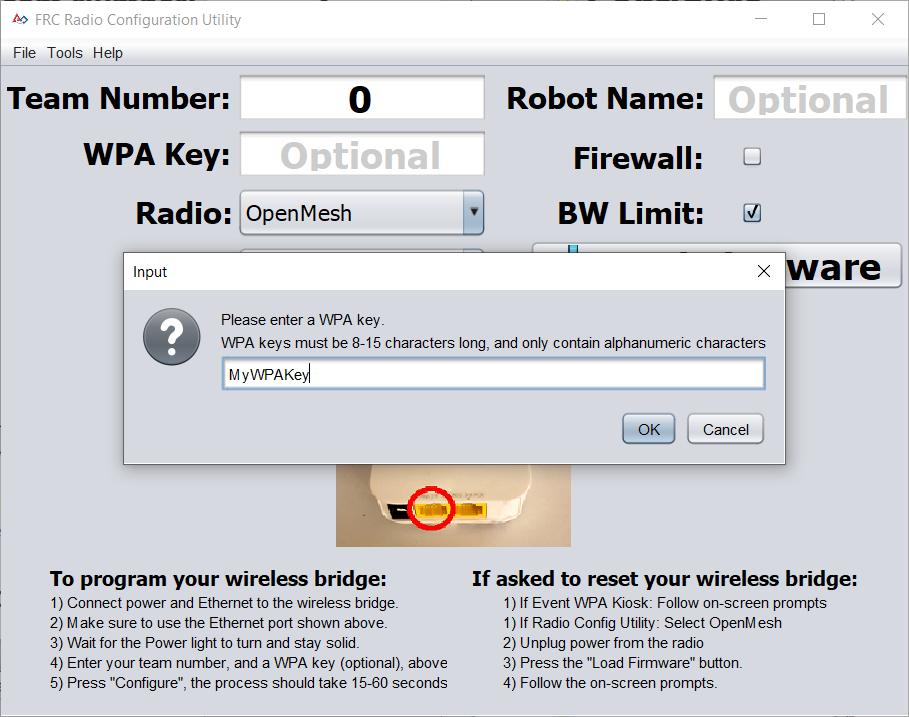 FRC Radio Configuration Utility
File Tools Help
Team Number: 0 Robot Name: Optional
WPA Key: Optional Firewall:
Radio: OpenMesh BW Limit:
Input
Please enter a WPA key.
WPA keys must be 8-15 characters long, and only contain alphanumeric characters
MyWPAKey
OK Cancel
To program your wireless bridge:
1) Connect power and Ethernet to the wireless bridge.
2) Make sure to use the Ethernet port shown above.
3) Wait for the Power light to turn and stay solid.
4) Enter your team number, and a WPA key (optional), above
5) Press "Configure", the process should take 15-60 seconds
If asked to reset your wireless bridge:
1) If Event WPA Kiosk: Follow on-screen prompts
1) If Radio Config Utility: Select OpenMesh
2) Unplug power from the radio
3) Press the "Load Firmware" button.
4) Follow the on-screen prompts.